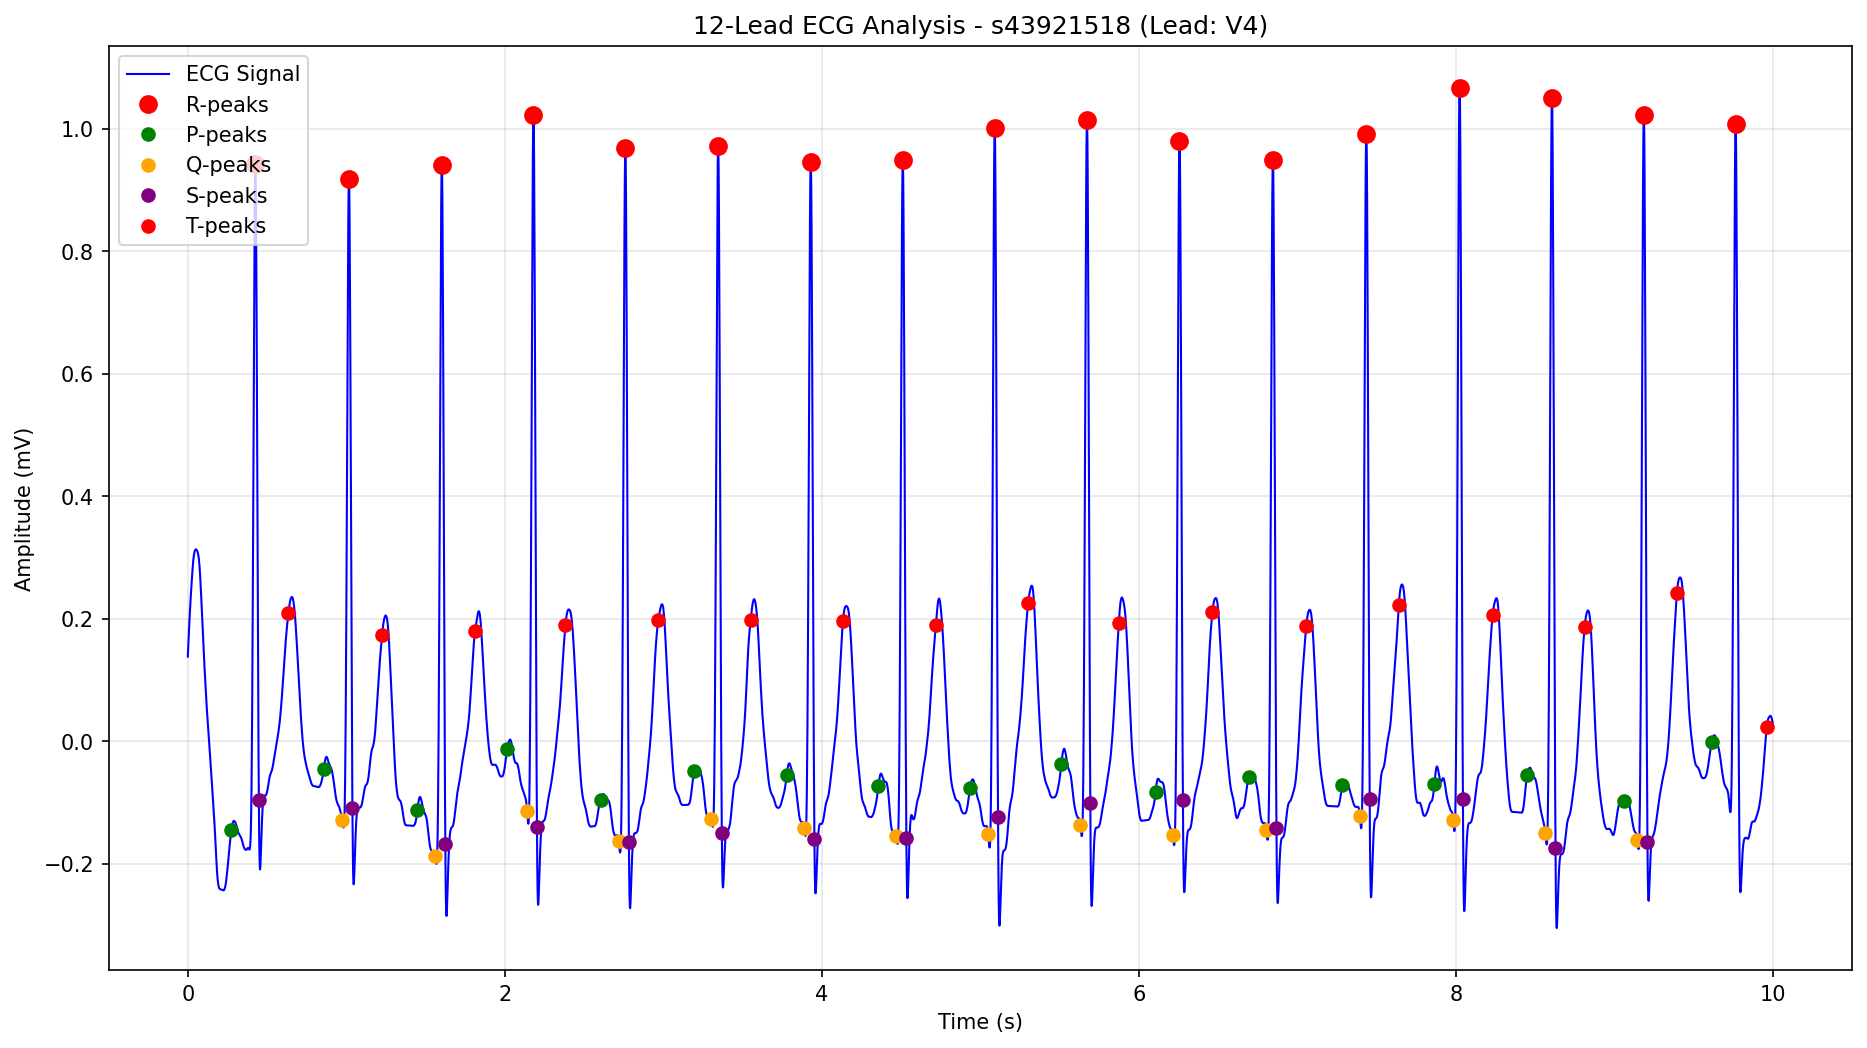 12-Lead ECG Analysis - s43921518 (Lead: V4)
ECG Signal
R-peaks
P-peaks
Q-peaks
S-peaks
T-peaks
Amplitude (mV)
1.0
0.8
0.6
0.4
0.2
0.0
−0.2
0 2 4 6 8 10
Time (s)